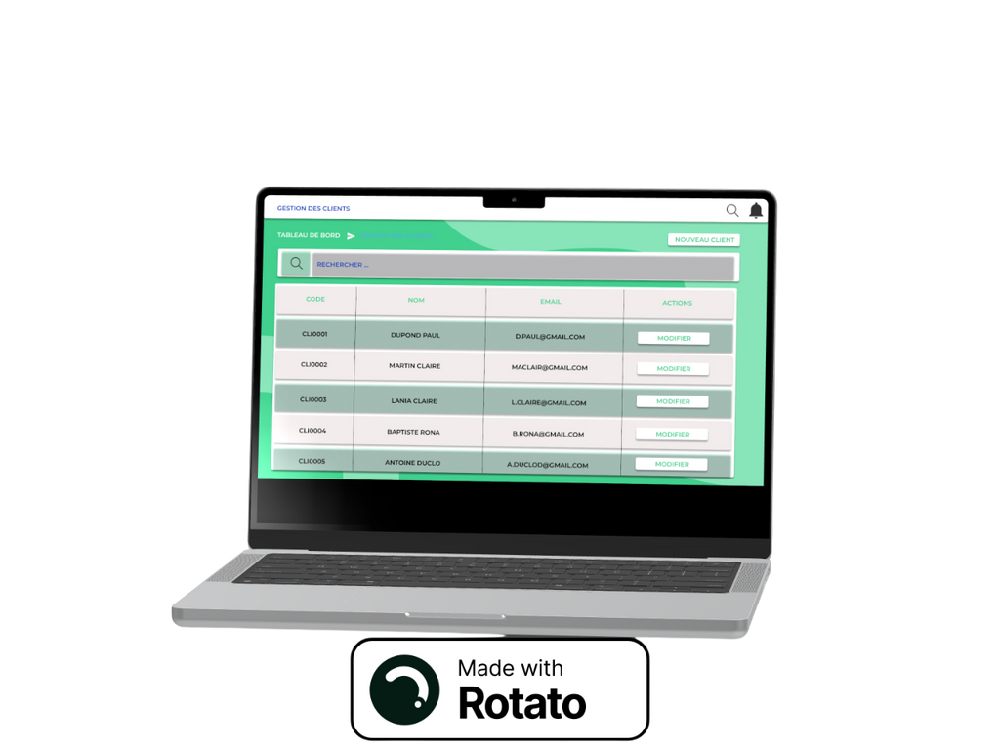 GESTION DES CLIENTS
TABLEAU DE BORD
NOUVEAU CLIENT
RECHERCHER ...
CODE NOM EMAIL ACTIONS
CLI0001 DUPOND PAUL D.PAUL@GMAIL.COM MODIFIER
CLI0002 MARTIN CLAIRE MACLAIR@GMAIL.COM MODIFIER
CLI0003 LANIA CLAIRE L.CLAIRE@GMAIL.COM MODIFIER
CLI0004 BAPTISTE RONA B.RONA@GMAIL.COM MODIFIER
CLI0005 ANTOINE DUCLO A.DUCLOD@GMAIL.COM MODIFIER
Made with
Rotato